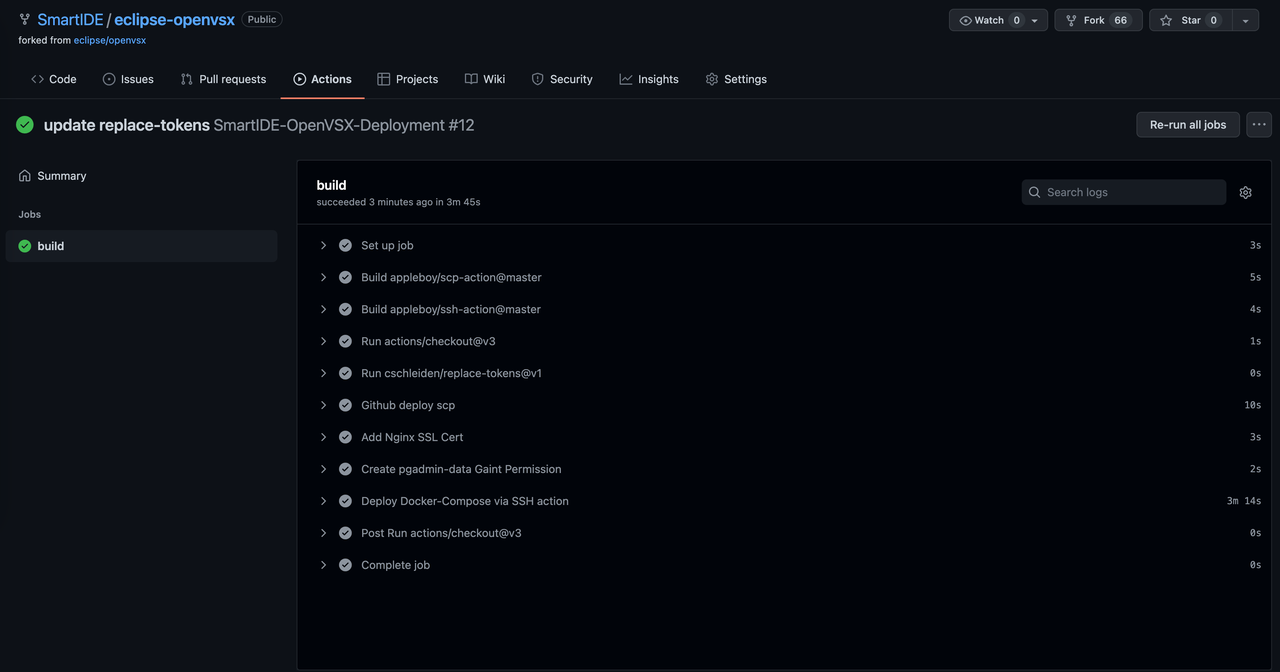 SmartIDE / eclipse-openvsx Public
Watch 0 Fork 66 Star 0
forked from eclipse/openvsx
Code Issues Pull requests Actions Projects Wiki Security Insights Settings
update replace-tokens SmartIDE-OpenVSX-Deployment #12
Re-run all jobs
Summary
Jobs
build
build
succeeded 3 minutes ago in 3m 45s
Search logs
Set up job 3s
Build appleboy/scp-action@master 5s
Build appleboy/ssh-action@master 4s
Run actions/checkout@v3 1s
Run cschleiden/replace-tokens@v1 0s
Github deploy scp 10s
Add Nginx SSL Cert 3s
Create pgadmin-data Gaint Permission 2s
Deploy Docker-Compose via SSH action 3m 14s
Post Run actions/checkout@v3 0s
Complete job 0s